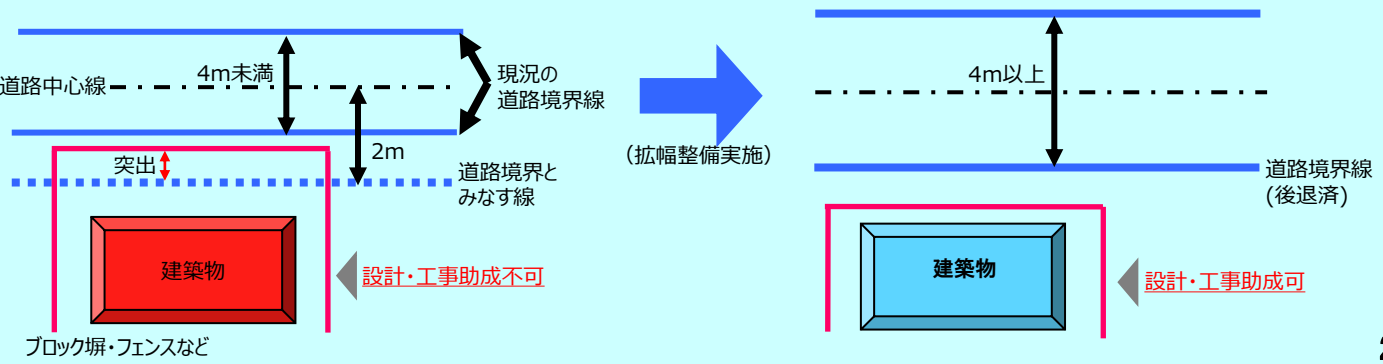 4m未満
道路中心線
現況の
道路境界線
2m
突出
道路境界と
みなす線
建築物
設計・工事助成不可
ブロック塀・フェンスなど
(拡幅整備実施)
4m以上
道路境界線
(後退済)
建築物
設計・工事助成可